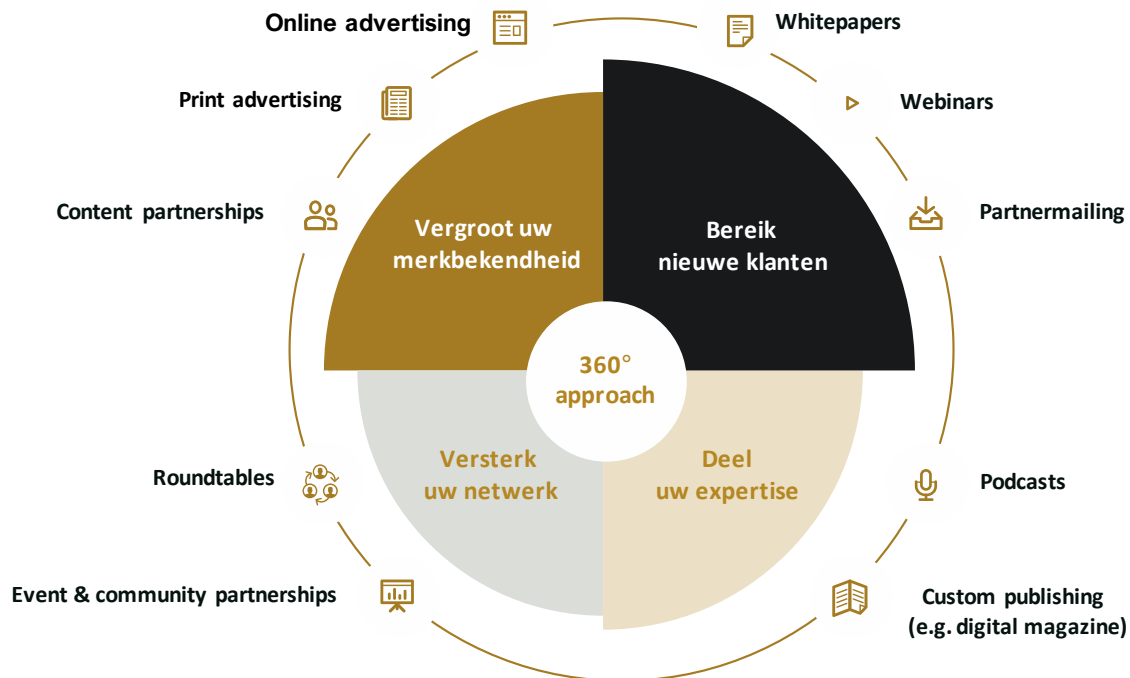 Online advertising
Whitepapers
Print advertising
Webinars
Content partnerships
Partnermailing
Vergroot uw
merkbekendheid
Bereik
nieuwe klanten
360°
approach
Versterk
uw netwerk
Deel
uw expertise
Roundtables
Podcasts
Event & community partnerships
Custom publishing
(e.g. digital magazine)